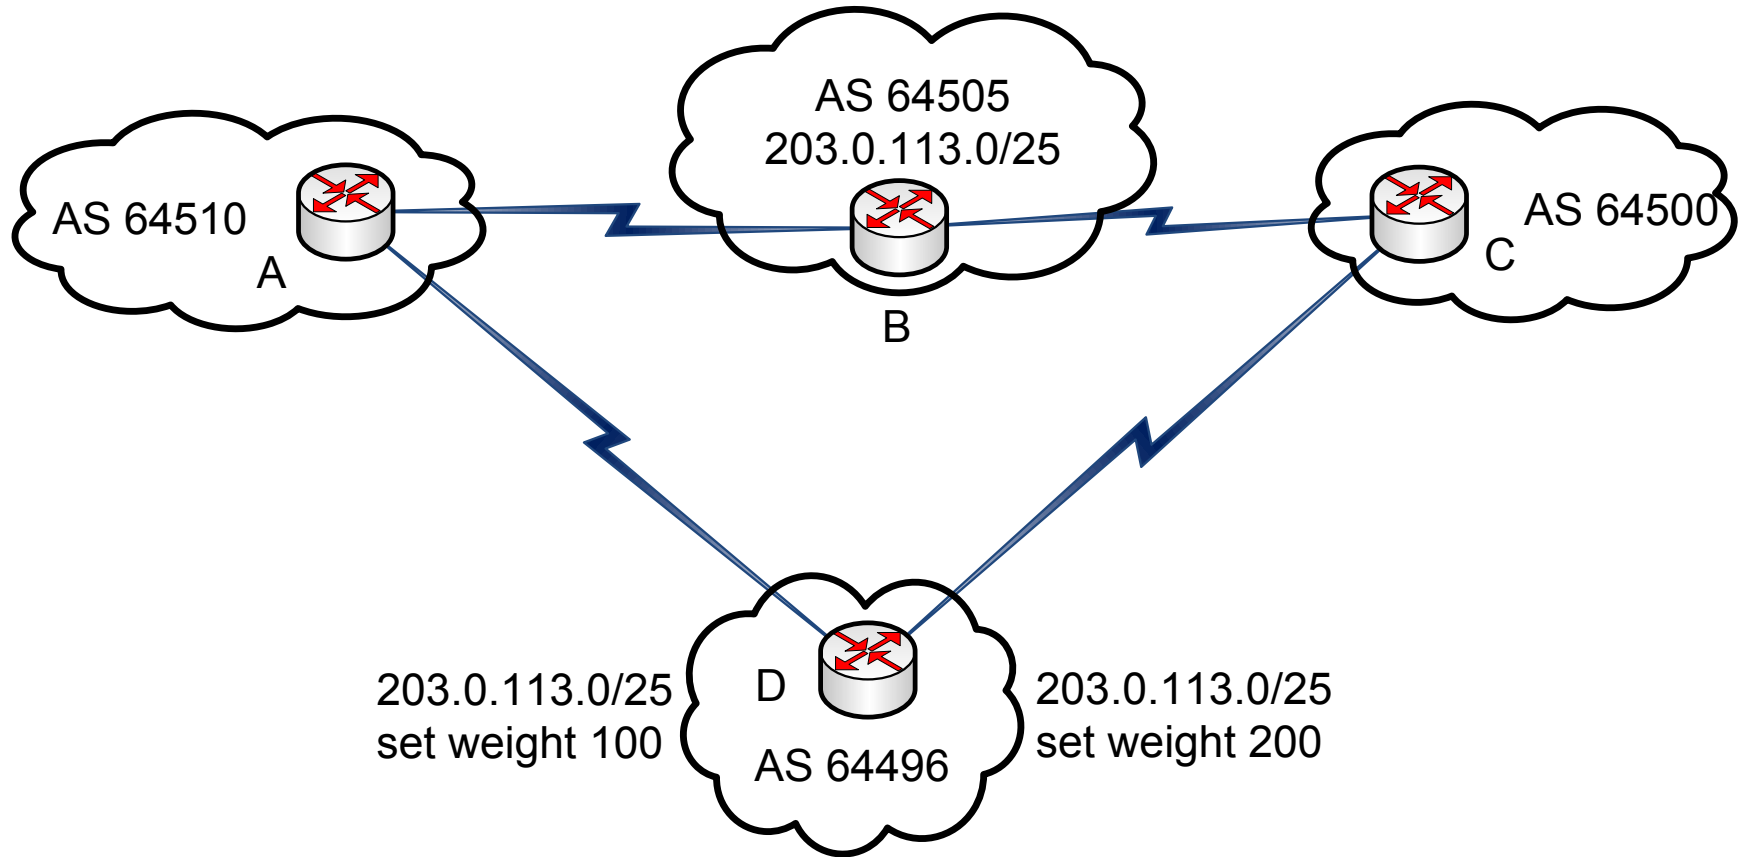 AS 64505
203.0.113.0/25
AS 64510
A
B
AS 64500
C
203.0.113.0/25
set weight 100
D
AS 64496
203.0.113.0/25
set weight 200